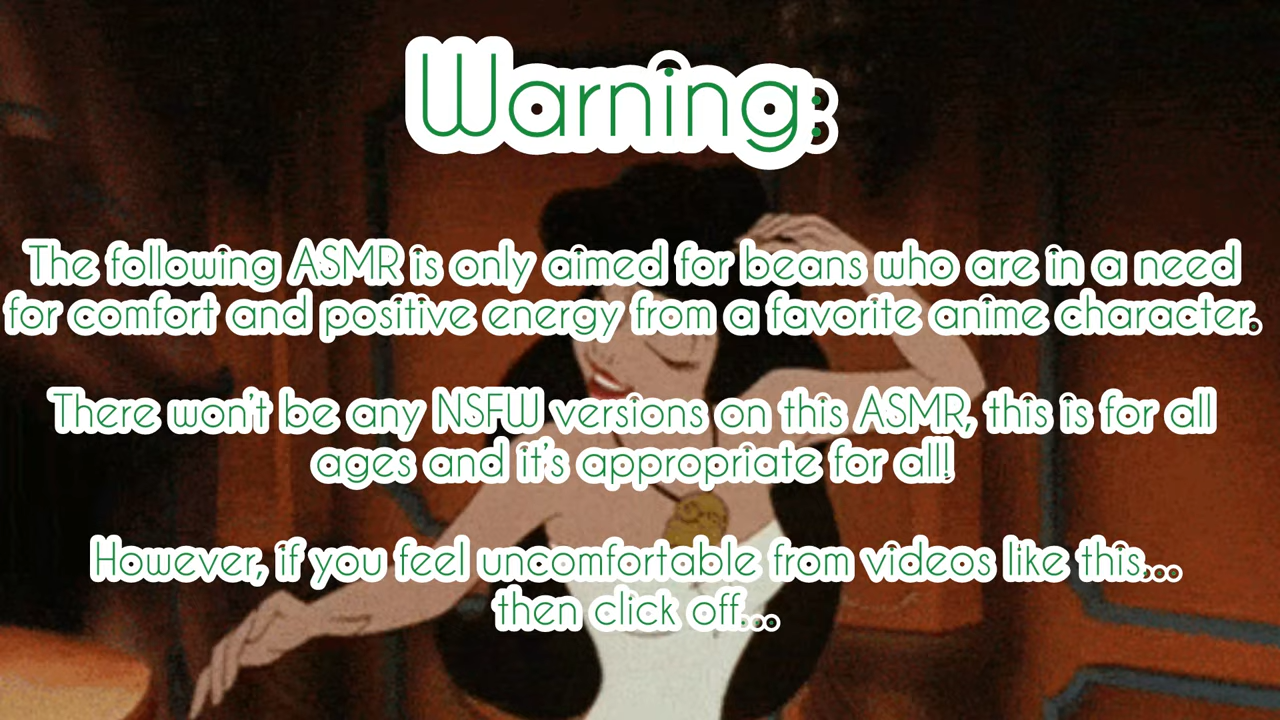 Warning:
The following ASMR is only aimed for beans who are in a need
for comfort and positive energy from a favorite anime character.
There won't be any NSFW versions on this ASMR, this is for all
ages and it's appropriate for all!
However, if you feel uncomfortable from videos like this...
then click off...